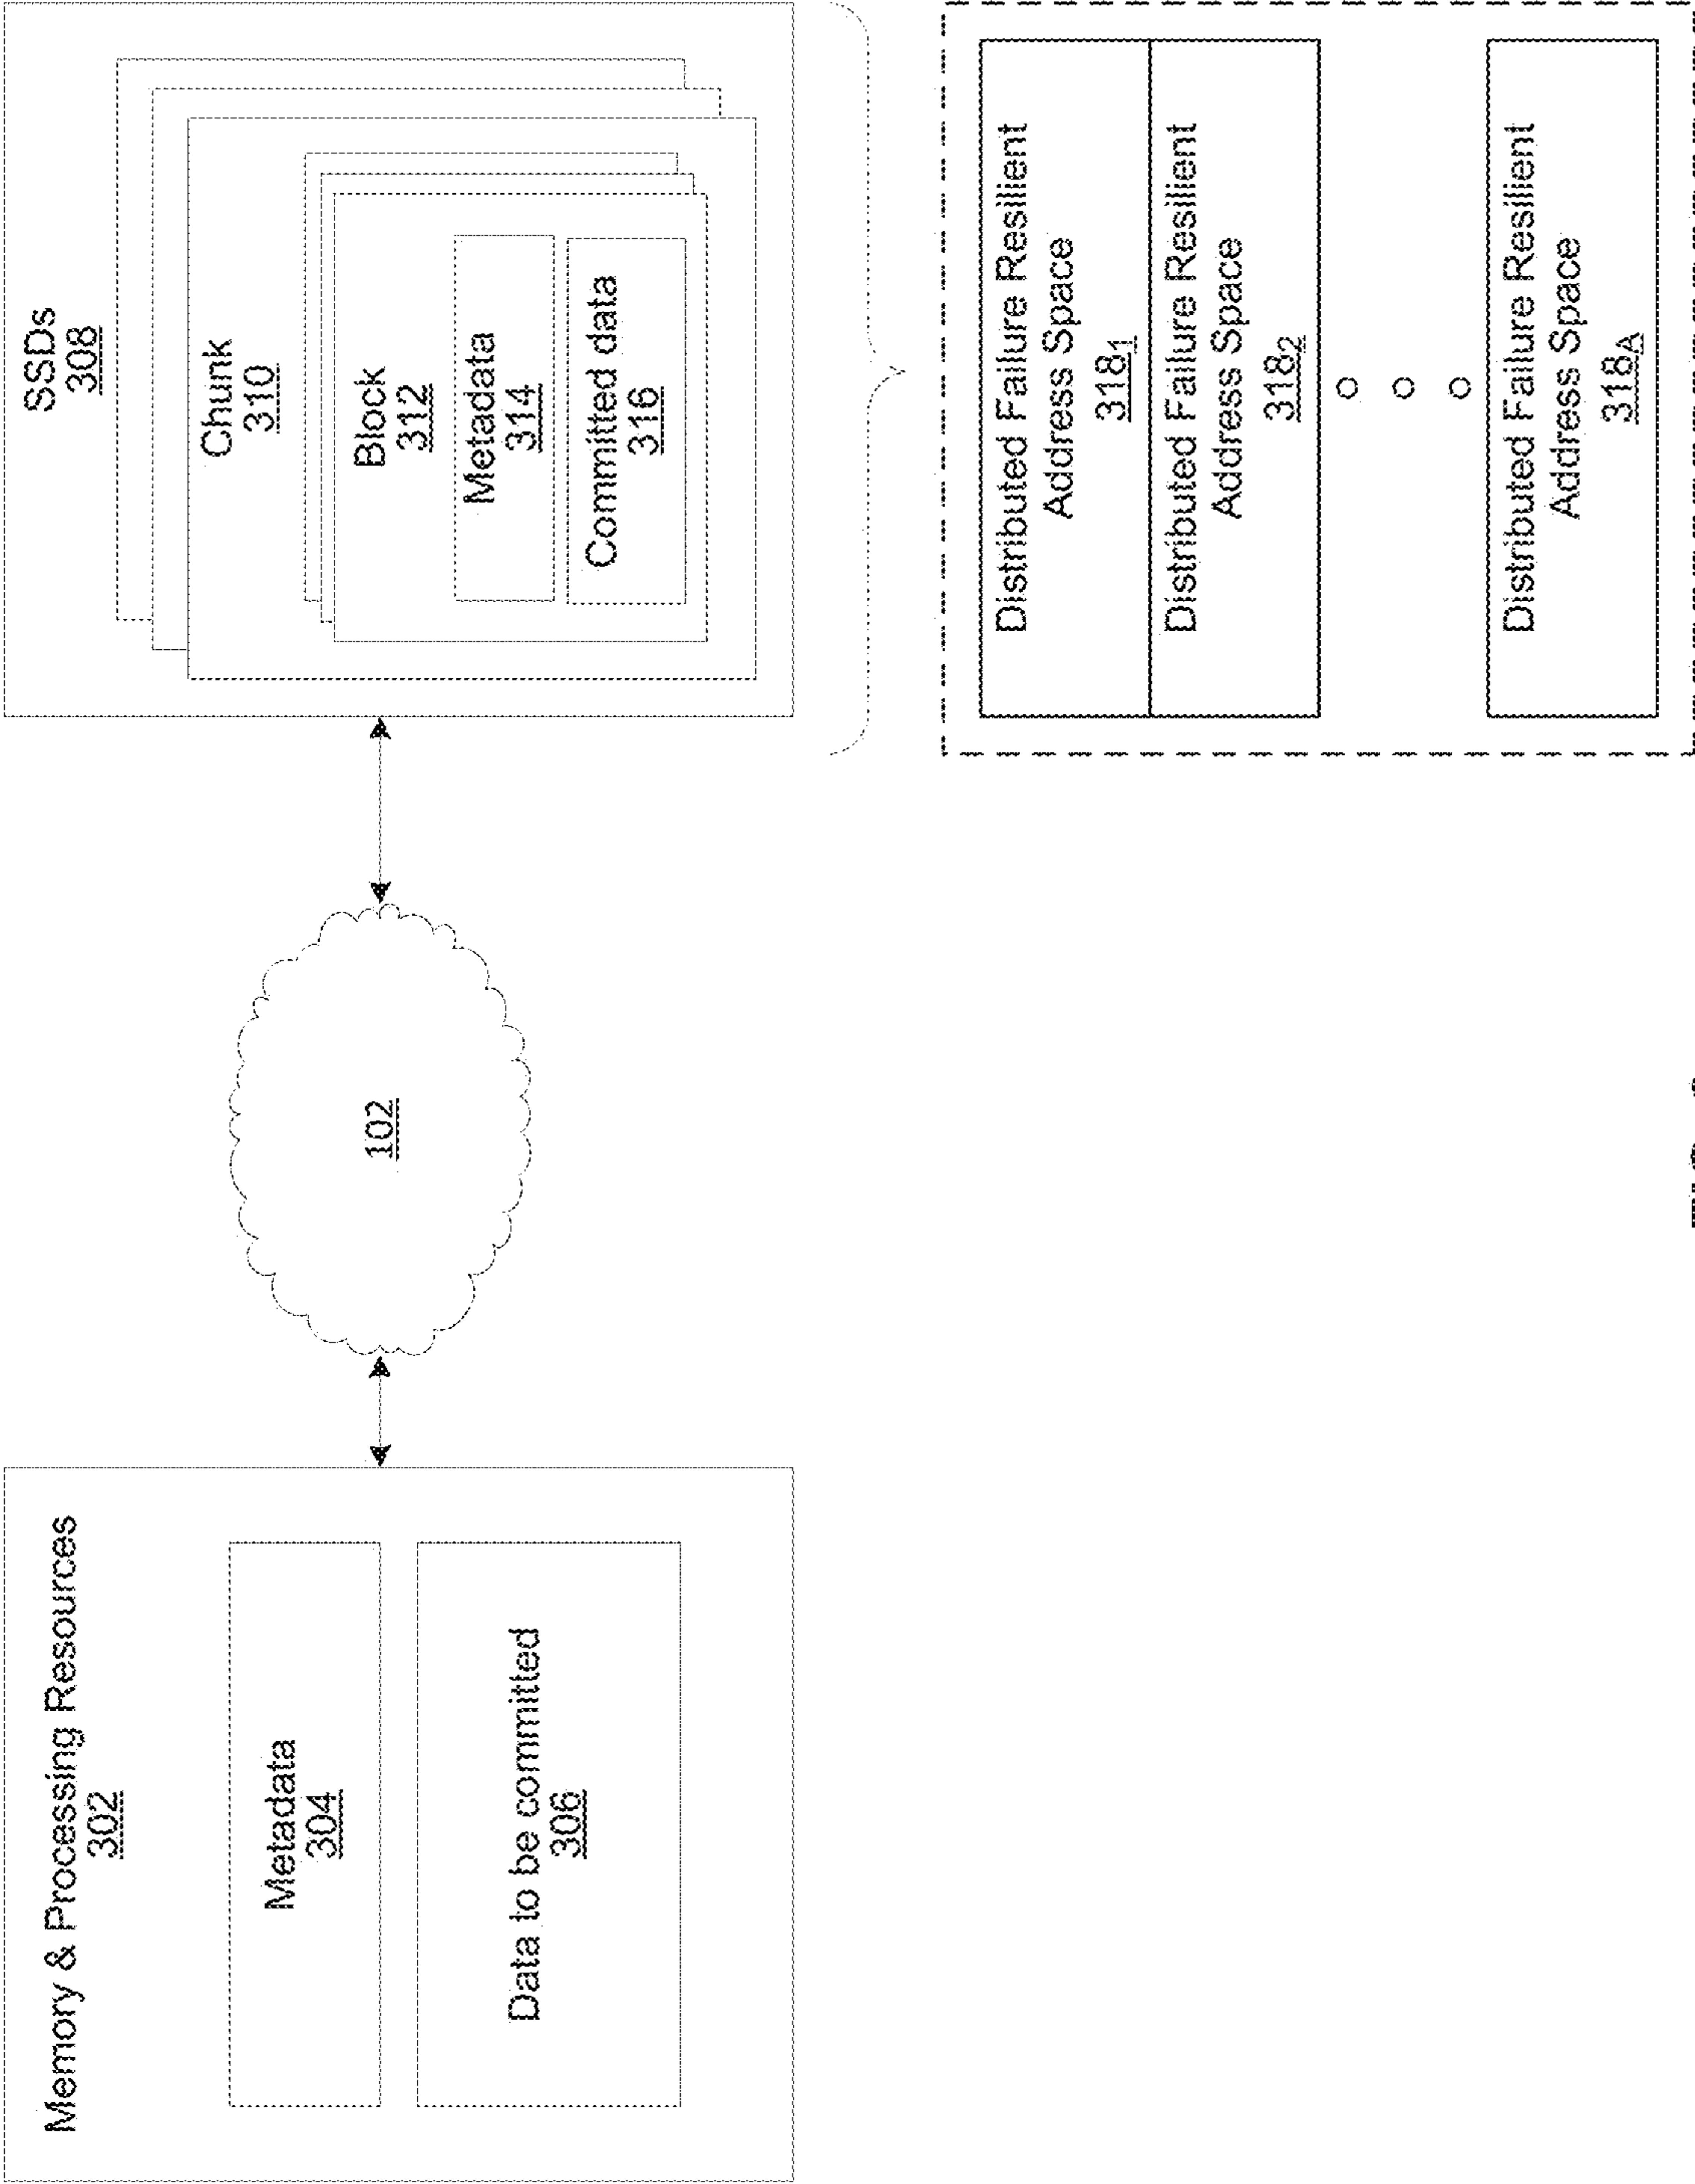 Memory & Processing Resources
302
Metadata
304
Data to be committed
306
102
SSDs
308
Chunk
310
Block
312
Metadata
314
Committed data
316
Distributed Failure Resilient
Address Space
318₁
Distributed Failure Resilient
Address Space
318₂
Distributed Failure Resilient
Address Space
318A